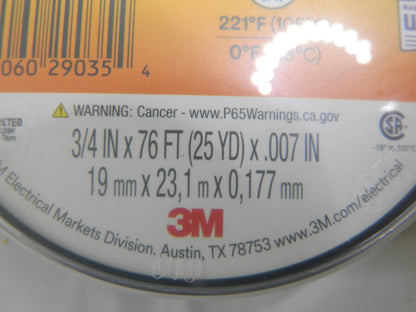 221°F (105°C)
0°F
060 29035 4
WARNING: Cancer - www.P65Warnings.ca.gov
3/4 IN x 76 FT (25 YD) x .007 IN
19 mm x 23,1 m x 0,177 mm
3M
3M Electrical Markets Division. Austin, TX 78753 www.3M.com/electrical
-18°C 105°C